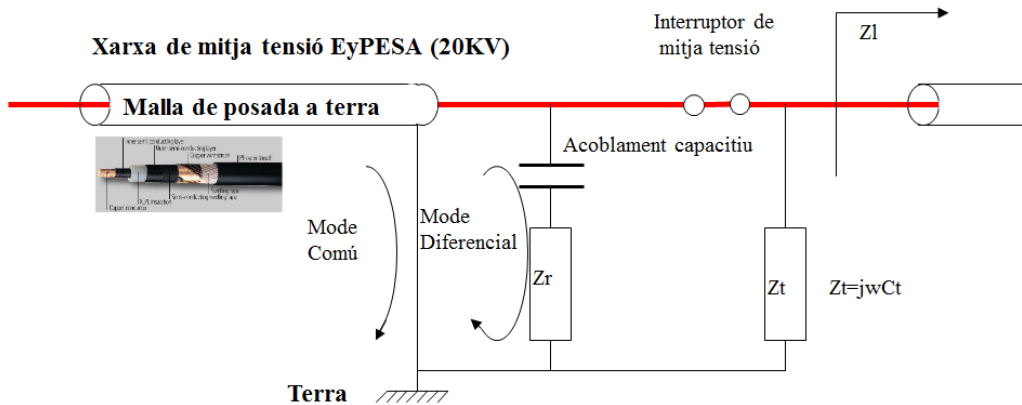 Xarxa de mitja tensió EyPESA (20KV)
Interruptor de
mitja tensió
Zl
Malla de posada a terra
Acoblament capacitiu
Mode
Comú
Mode
Diferencial
Zr
Zt
Zt=jwCt
Terra